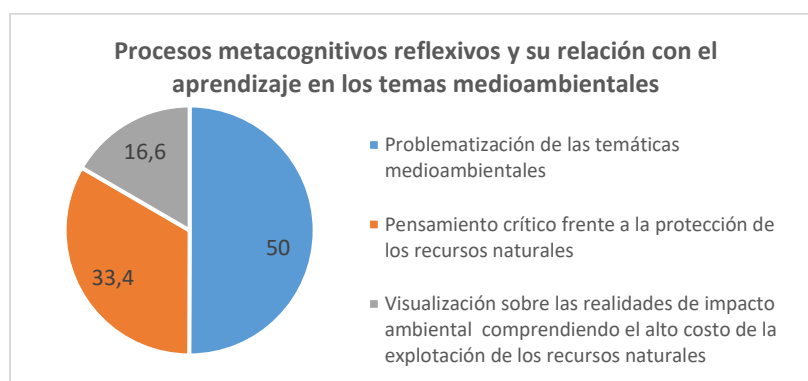 Procesos metacognitivos reflexivos y su relación con el
aprendizaje en los temas medioambientales
16,6
33,4
50
Problematización de las temáticas
medioambientales
Pensamiento crítico frente a la protección de
los recursos naturales
Visualización sobre las realidades de impacto
ambiental comprendiendo el alto costo de la
explotación de los recursos naturales